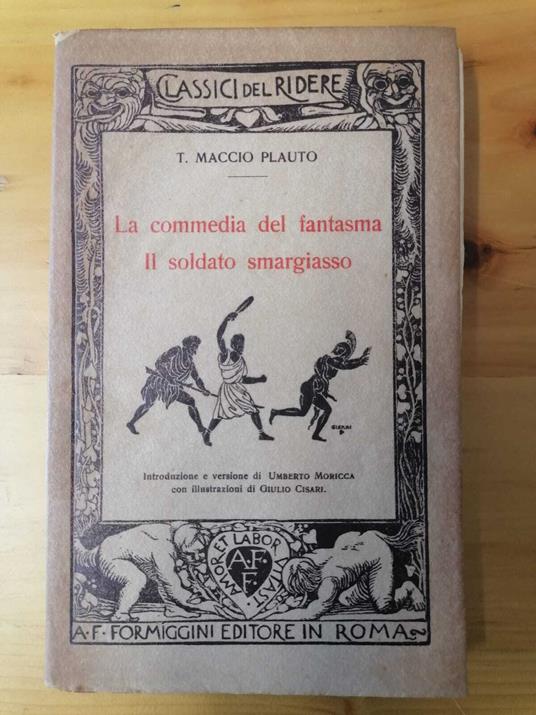 CLASSICI DEL RIDERE
T. MACCIO PLAUTO
La commedia del fantasma
Il soldato smargiasso
Introduzione e versione di UMBERTO MORICCA
con illustrazioni di GIULIO CISARI.
AMOR ET LABOR VITAST
A. F.
F.
A. F. FORMIGGINI EDITORE IN ROMA